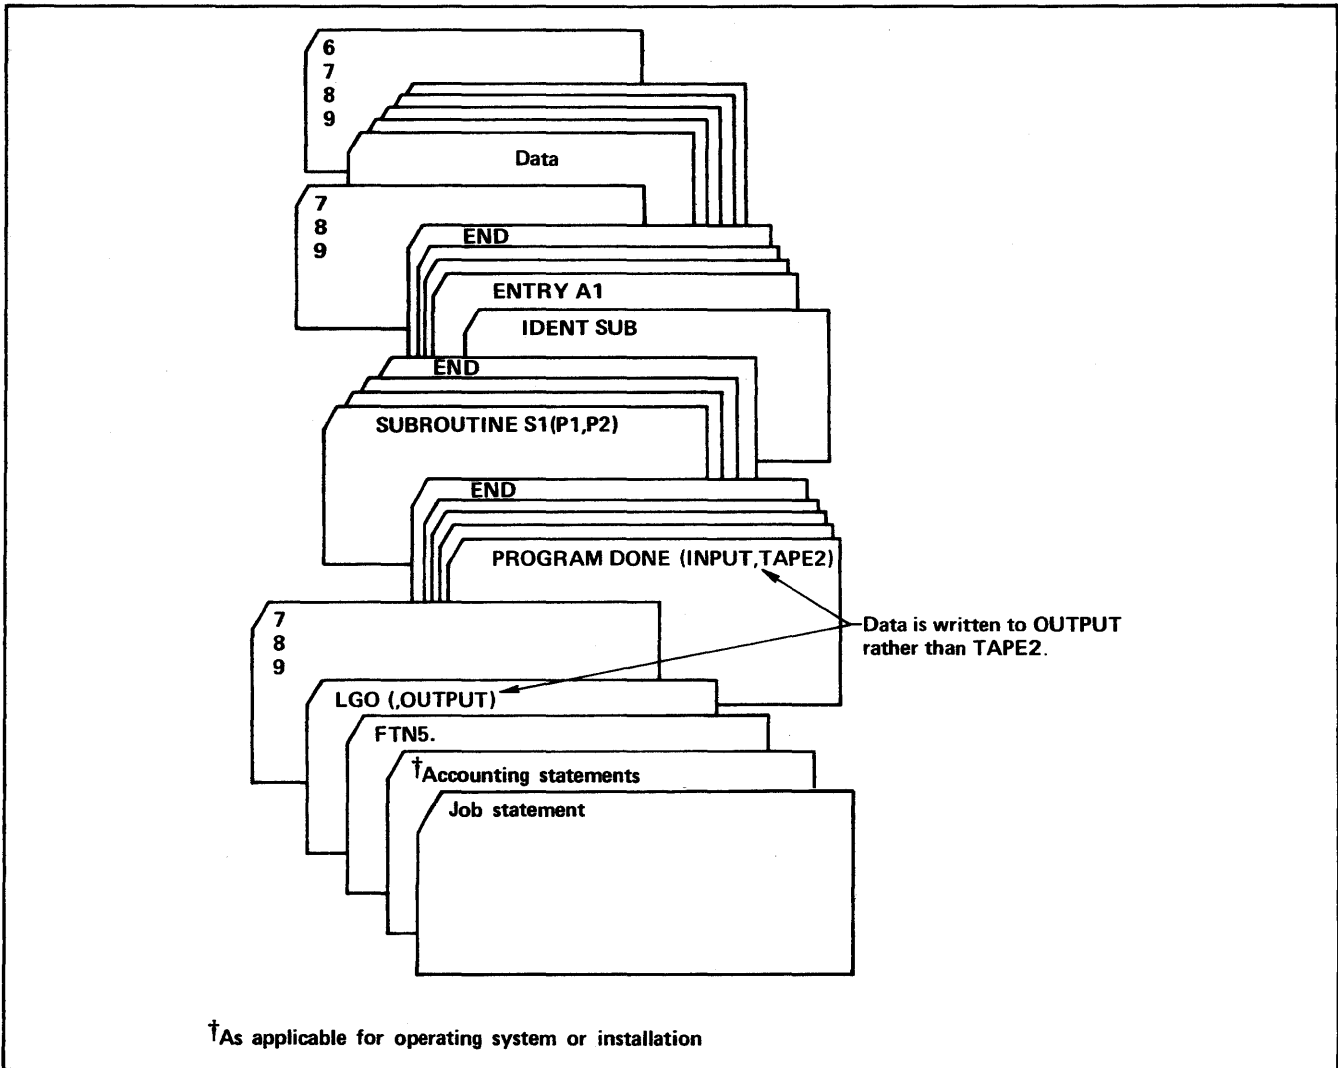 6
7
8
9
Data
7
8
9
END
ENTRY A1
IDENT SUB
END
SUBROUTINE S1(P1,P2)
END
PROGRAM DONE (INPUT,TAPE2)
7
8
9
Data is written to OUTPUT
rather than TAPE2.
LGO (,OUTPUT)
FTN5.
†Accounting statements
Job statement
†As applicable for operating system or installation